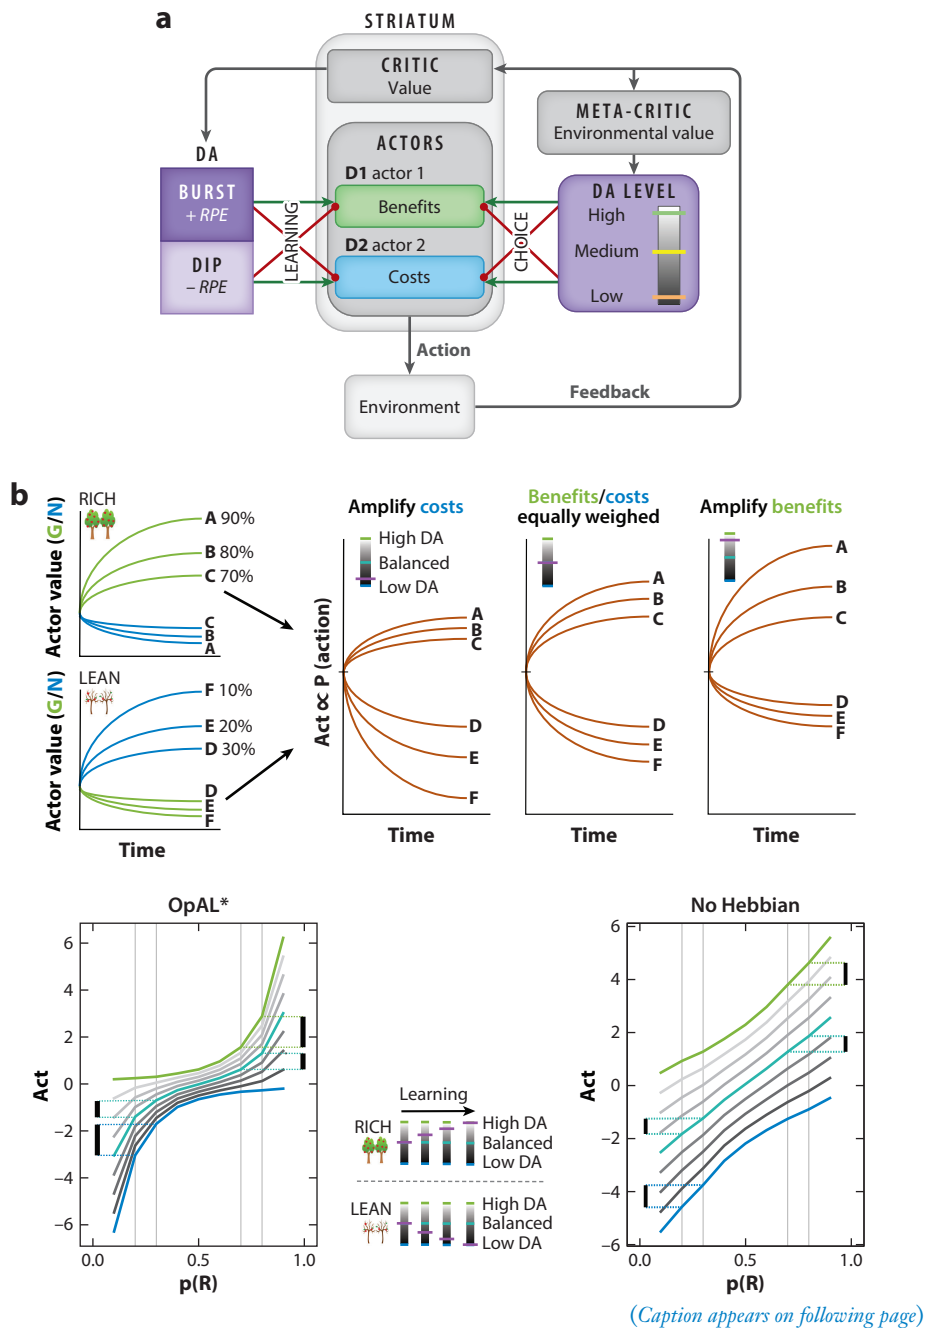 a
STRIATUM
CRITIC
Value
META-CRITIC
Environmental value
DA
ACTORS
D1 actor 1
Benefits
D2 actor 2
Costs
BURST
+ RPE
DIP
− RPE
LEARNING
CHOICE
DA LEVEL
High
Medium
Low
Action
Environment
Feedback
b
RICH
Actor value (G/N)
A 90%
B 80%
C 70%
C
B
A
LEAN
Actor value (G/N)
F 10%
E 20%
D 30%
D
E
F
Time
Amplify costs
High DA
Balanced
Low DA
Act ∝ P (action)
A
B
C
D
E
F
Time
Benefits/costs
equally weighed
A
B
C
D
E
F
Time
Amplify benefits
A
B
C
D
E
F
Time
OpAL*
Act
6
4
2
0
−2
−4
−6
0.0
0.5
1.0
p(R)
Learning
RICH
High DA
Balanced
Low DA
LEAN
High DA
Balanced
Low DA
No Hebbian
Act
6
4
2
0
−2
−4
−6
0.0
0.5
1.0
p(R)
(Caption appears on following page)